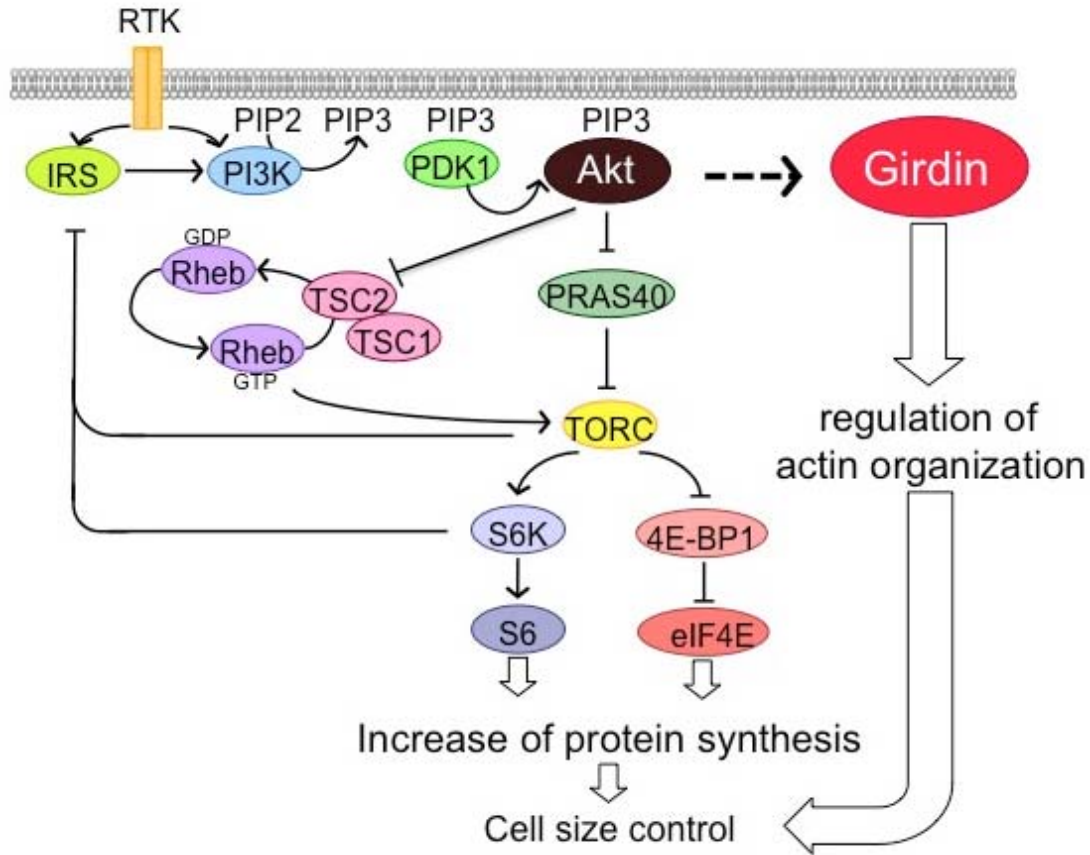 RTK
PIP2 PIP3 PIP3 PIP3
IRS PI3K PDK1 Akt Girdin
GDP
Rheb
TSC2 PRAS40
TSC1
Rheb
GTP
TORC
regulation of
actin organization
S6K 4E-BP1
S6 eIF4E
Increase of protein synthesis
Cell size control